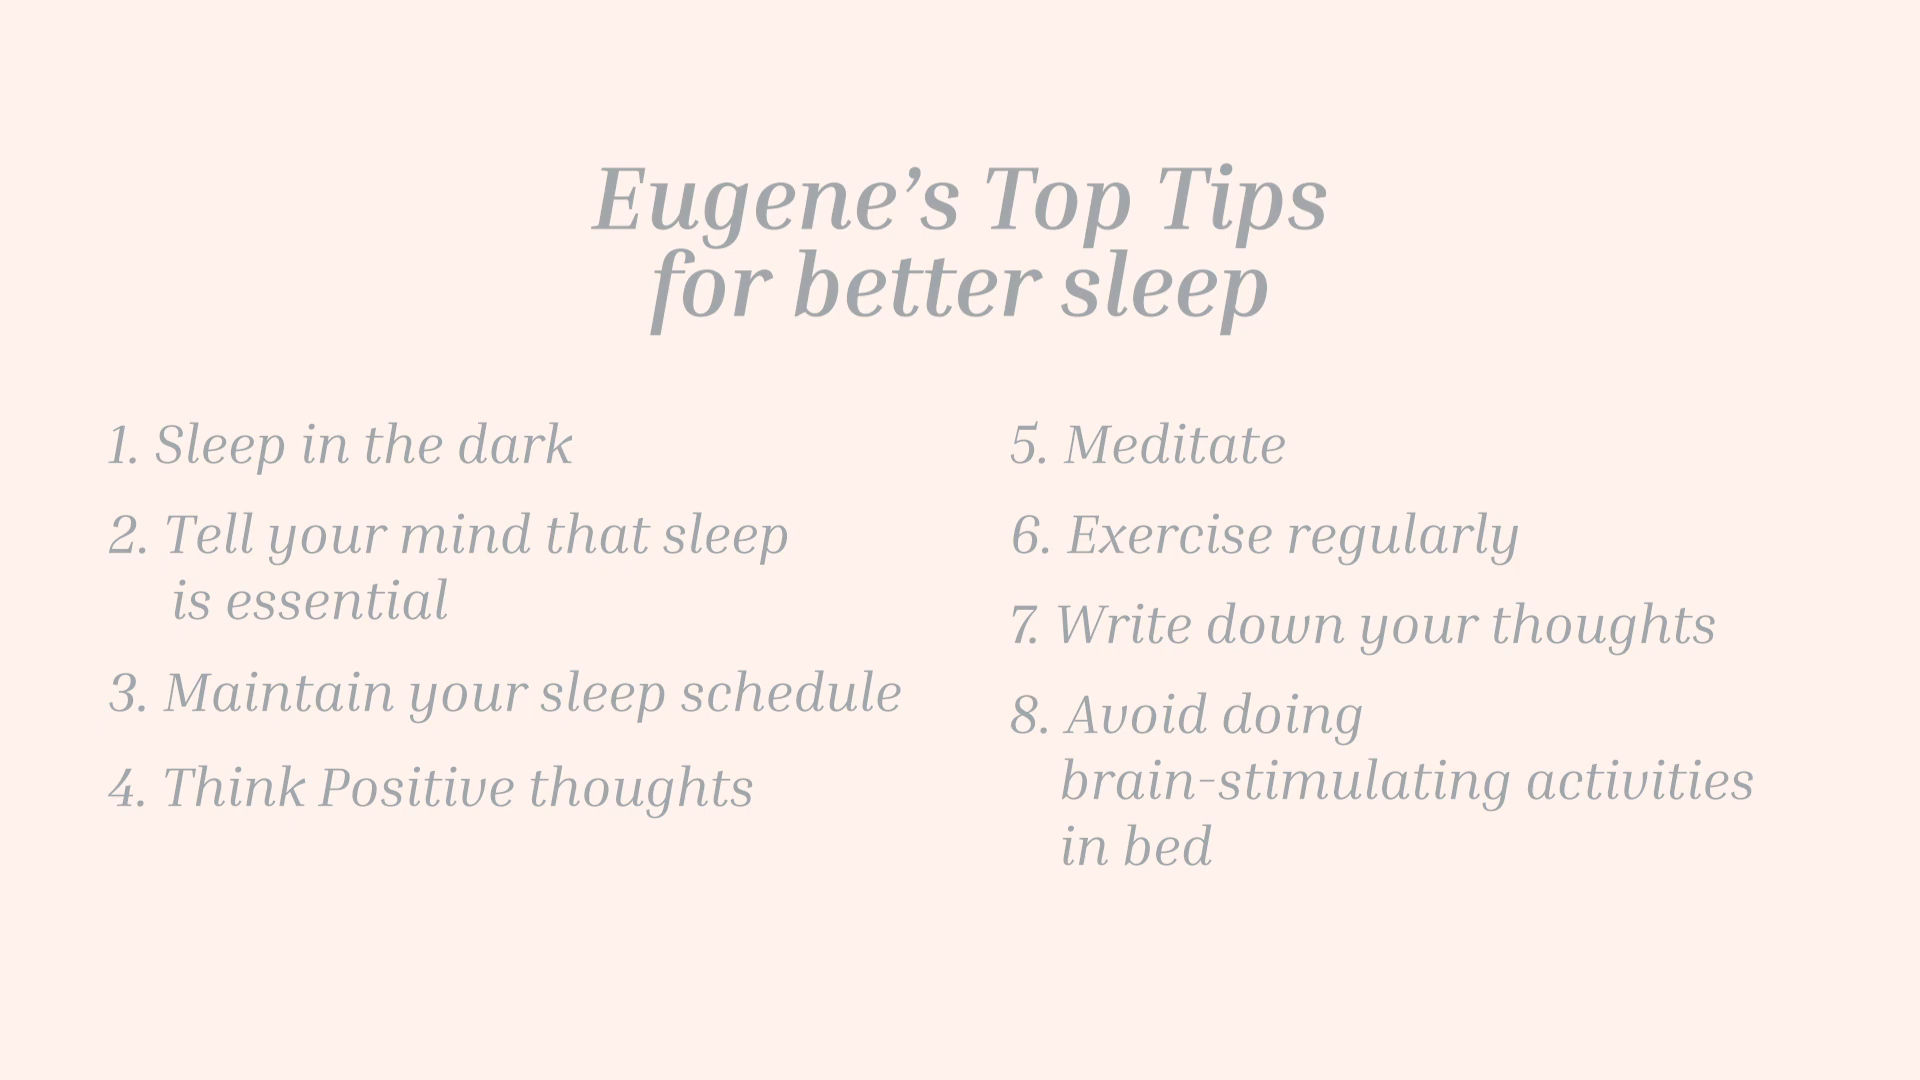 Eugene’s Top Tips
for better sleep
1. Sleep in the dark
2. Tell your mind that sleep
is essential
3. Maintain your sleep schedule
4. Think Positive thoughts
5. Meditate
6. Exercise regularly
7. Write down your thoughts
8. Avoid doing
brain-stimulating activities
in bed